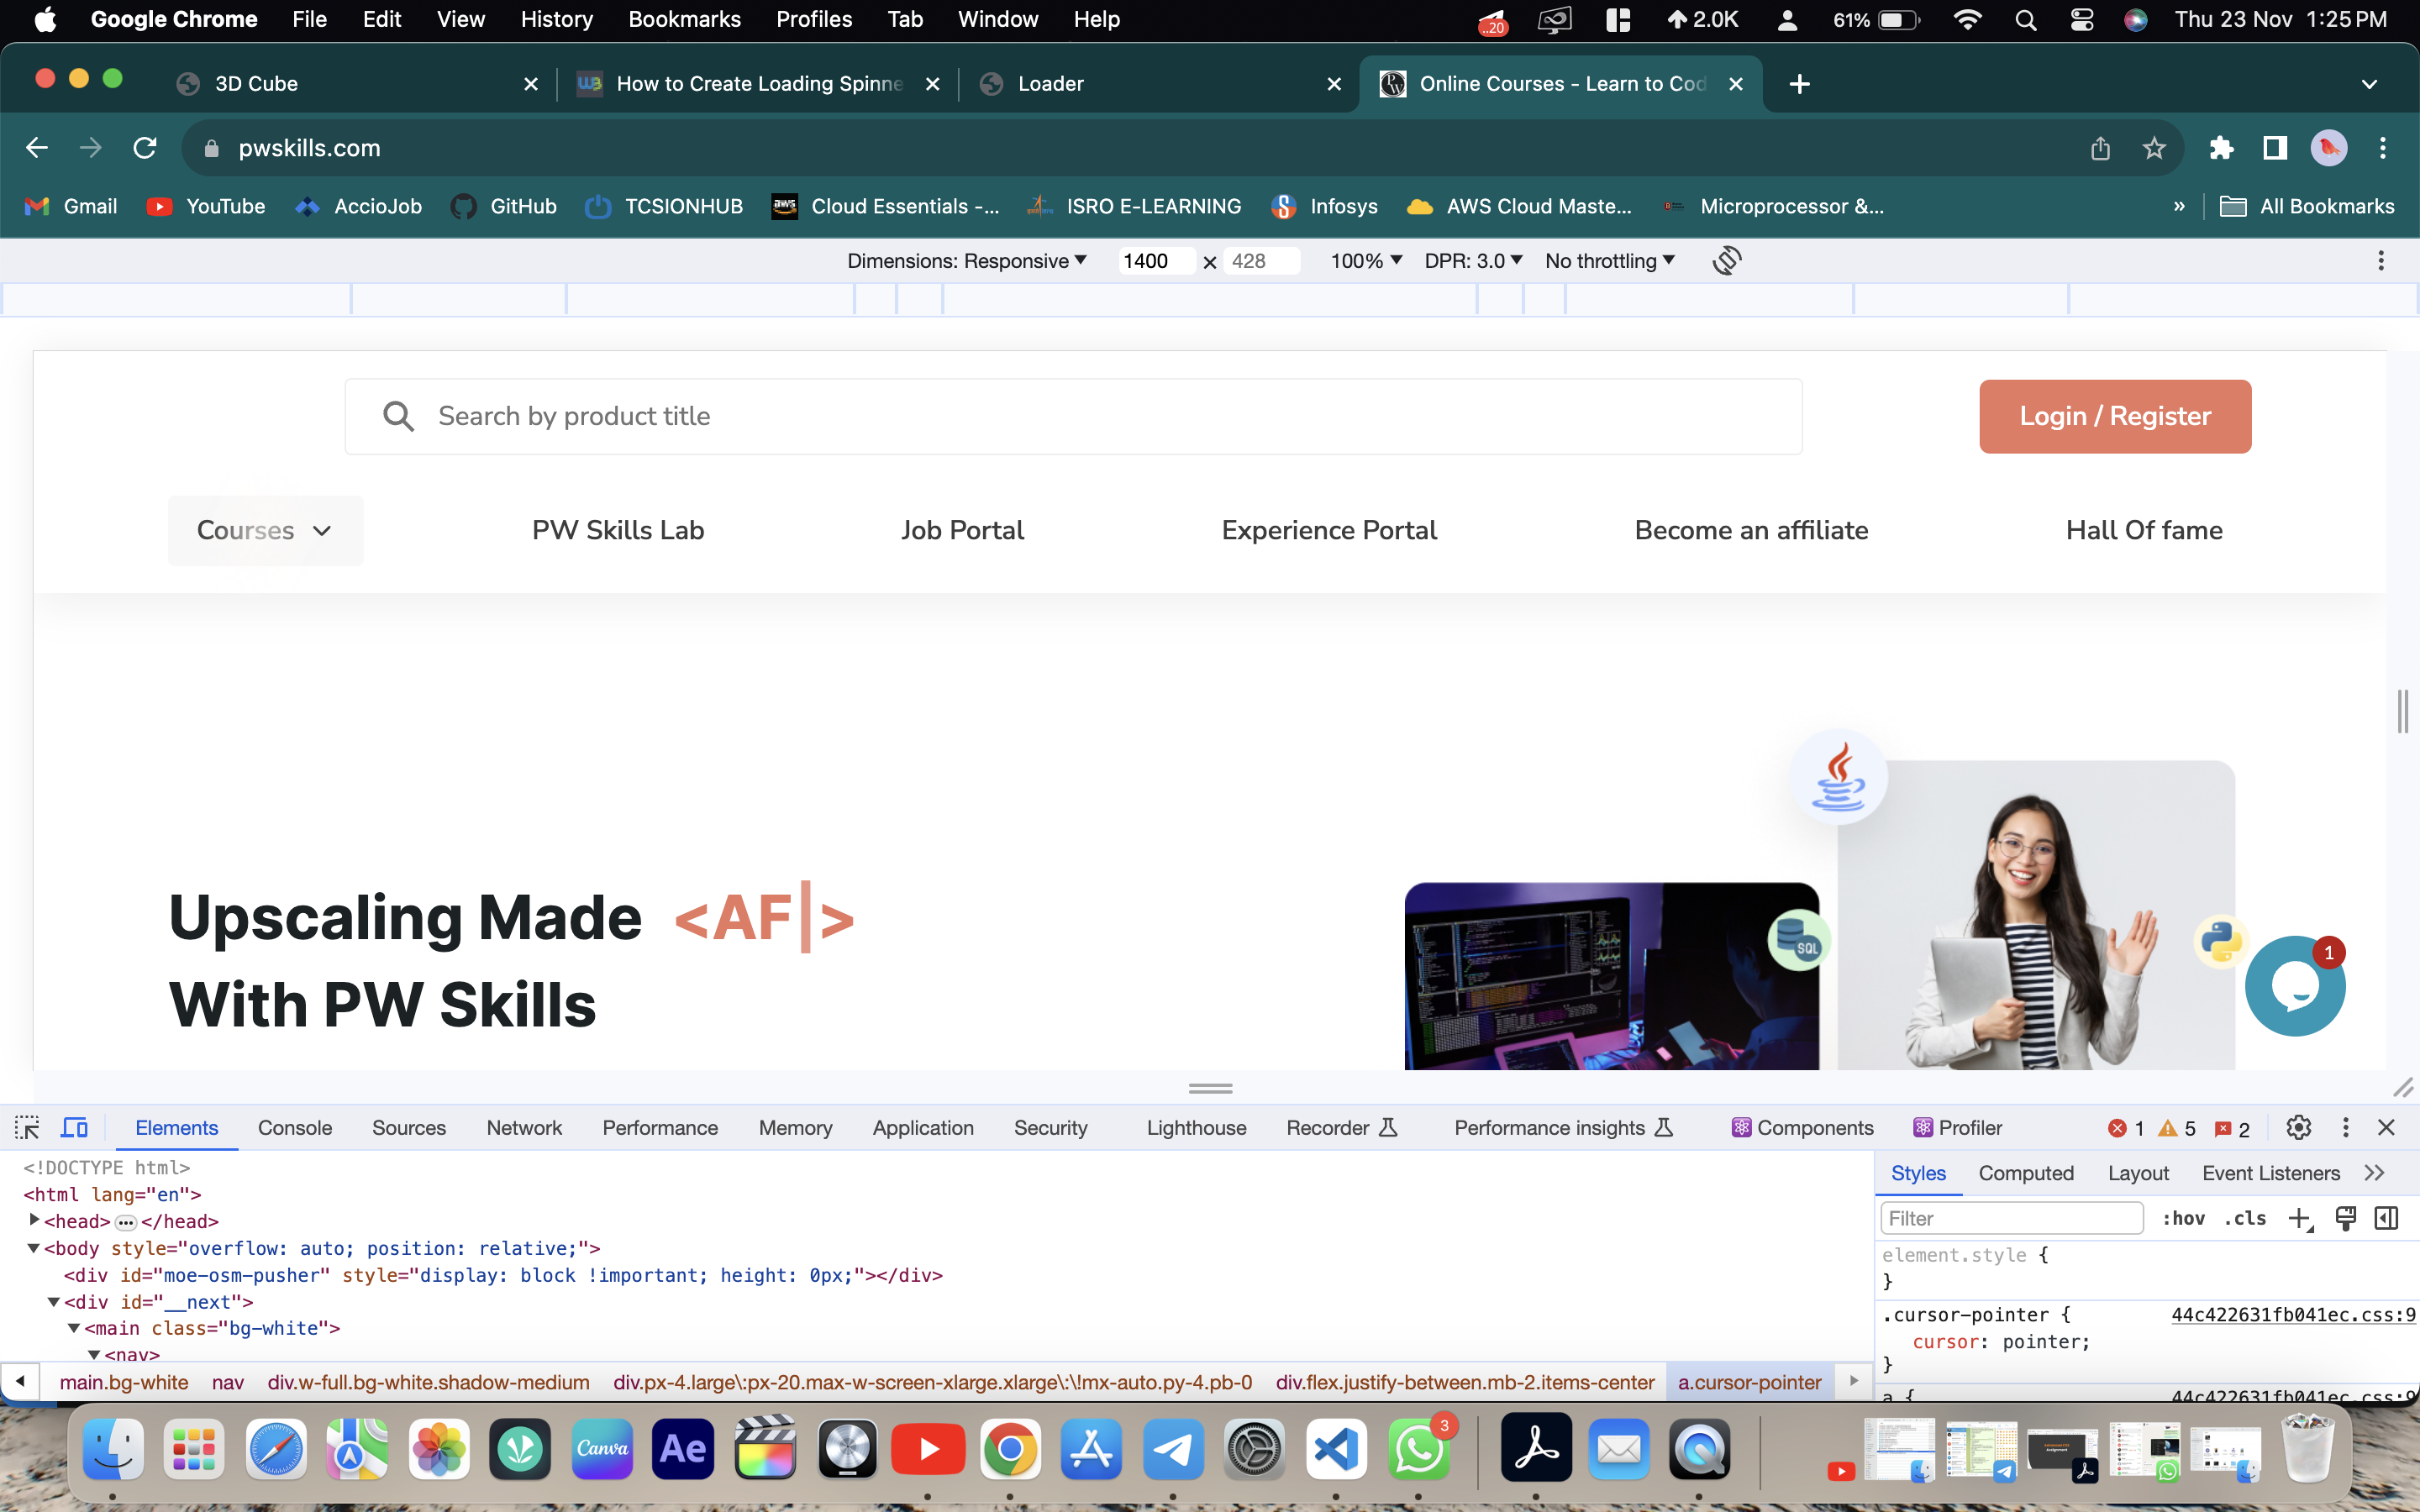 Google Chrome File Edit View History Bookmarks Profiles Tab Window Help ..20 2.0K 61% Thu 23 Nov 1:25 PM
3D Cube How to Create Loading Spinne Loader Online Courses - Learn to Cod
pwskills.com
Gmail YouTube AccioJob GitHub TCSIONHUB aws Cloud Essentials -... ISRO E-LEARNING Infosys AWS Cloud Maste... Microprocessor &... » All Bookmarks
Dimensions: Responsive 1400 × 428 100% DPR: 3.0 No throttling
Search by product title
Login / Register
Courses PW Skills Lab Job Portal Experience Portal Become an affiliate Hall Of fame
Upscaling Made <AF|>
With PW Skills
SQL
1
Elements Console Sources Network Performance Memory Application Security Lighthouse Recorder Performance insights Components Profiler 1 5 2
<!DOCTYPE html>
<html lang="en">
<head> ... </head>
<body style="overflow: auto; position: relative;">
<div id="moe-osm-pusher" style="display: block !important; height: 0px;"></div>
<div id="__next">
<main class="bg-white">
<nav>
main.bg-white nav div.w-full.bg-white.shadow-medium div.px-4.large\:px-20.max-w-screen-xlarge.xlarge\:\!mx-auto.py-4.pb-0 div.flex.justify-between.mb-2.items-center a.cursor-pointer
Styles Computed Layout Event Listeners
Filter :hov .cls
element.style {
}
.cursor-pointer { 44c422631fb041ec.css:9
cursor: pointer;
}
a { 44c422631fb041ec.css:9
Canva Ae 3